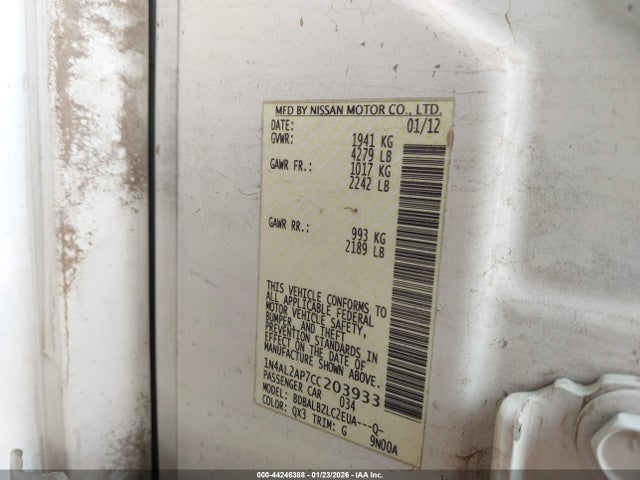 MFD BY NISSAN MOTOR CO., LTD.
DATE: 01/12
GVWR: 1941 KG
4279 LB
GAWR FR.: 1017 KG
2242 LB
GAWR RR.: 993 KG
2189 LB
THIS VEHICLE CONFORMS TO
ALL APPLICABLE FEDERAL
MOTOR VEHICLE SAFETY,
BUMPER, AND THEFT
PREVENTION STANDARDS IN
EFFECT ON THE DATE OF
MANUFACTURE SHOWN ABOVE.
1N4AL2AP7CC203933
PASSENGER CAR 034
MODEL: BDBALBZLC2EUA---Q-
COLOR: QX3 TRIM: G 9N00A
000-44246388 - 01/23/2026 - IAA Inc.